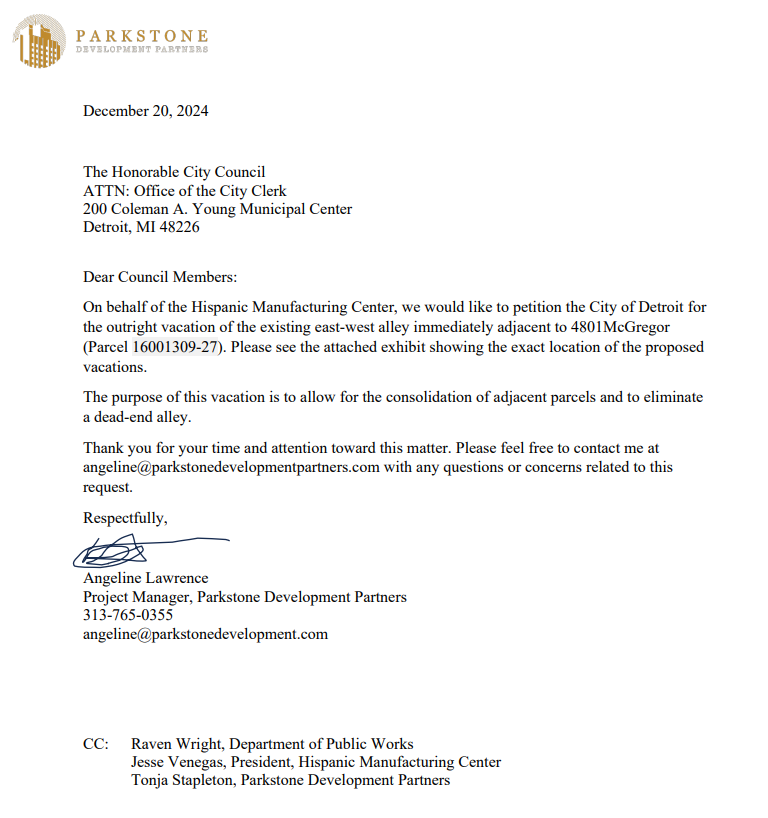 PARKSTONE
DEVELOPMENT PARTNERS
December 20, 2024
The Honorable City Council
ATTN: Office of the City Clerk
200 Coleman A. Young Municipal Center
Detroit, MI 48226
Dear Council Members:
On behalf of the Hispanic Manufacturing Center, we would like to petition the City of Detroit for
the outright vacation of the existing east-west alley immediately adjacent to 4801McGregor
(Parcel 16001309-27). Please see the attached exhibit showing the exact location of the proposed
vacations.
The purpose of this vacation is to allow for the consolidation of adjacent parcels and to eliminate
a dead-end alley.
Thank you for your time and attention toward this matter. Please feel free to contact me at
angeline@parkstonedevelopmentpartners.com with any questions or concerns related to this
request.
Respectfully,
Angeline Lawrence
Project Manager, Parkstone Development Partners
313-765-0355
angeline@parkstonedevelopment.com
CC: Raven Wright, Department of Public Works
Jesse Venegas, President, Hispanic Manufacturing Center
Tonja Stapleton, Parkstone Development Partners